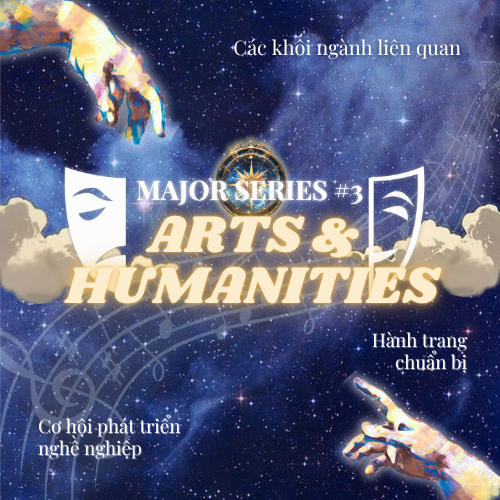 Các khối ngành liên quan
MAJOR SERIES #3
ARTS &
HUMANITIES
Hành trang
chuẩn bị
Cơ hội phát triển
nghề nghiệp